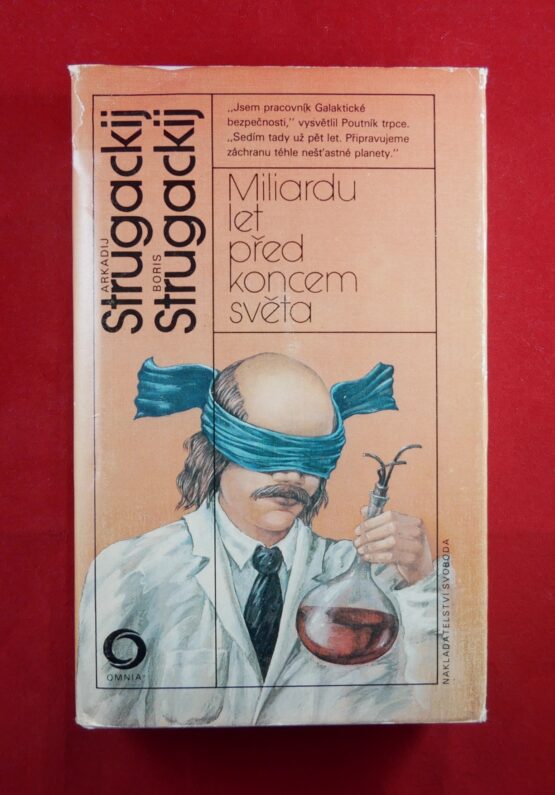 ARKADIJ
Strugackij
BORIS
Strugackij
„Jsem pracovník Galaktické
bezpečnosti,” vysvětlil Poutník trpce.
„Sedím tady už pět let. Připravujeme
záchranu téhle nešťastné planety.”
Miliardu
let
před
koncem
světa
OMNIA
NAKLADATELSTVÍ SVOBODA